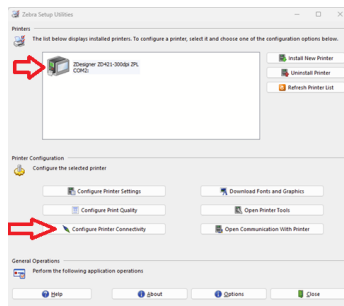 Zebra Setup Utilities
Printers
The list below displays installed printers. To configure a printer, select it and choose one of the configuration options below.
ZDesigner ZD421-300dpi ZPL
COM2:
Install New Printer
Uninstall Printer
Refresh Printer List
Printer Configuration
Configure the selected printer
Configure Printer Settings
Download Fonts and Graphics
Configure Print Quality
Open Printer Tools
Configure Printer Connectivity
Open Communication With Printer
General Operations
Perform the following application operations
Help
About
Options
Close